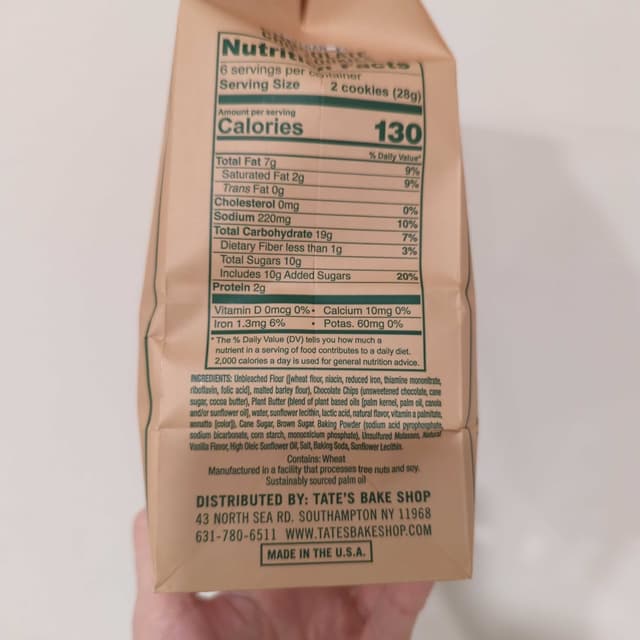 CHOCOLATE
Nutrition Facts
6 servings per container
Serving Size 2 cookies (28g)
Amount per serving
Calories 130
% Daily Value*
Total Fat 7g 9%
Saturated Fat 2g 9%
Trans Fat 0g
Cholesterol 0mg 0%
Sodium 220mg 10%
Total Carbohydrate 19g 7%
Dietary Fiber less than 1g 3%
Total Sugars 10g
Includes 10g Added Sugars 20%
Protein 2g
Vitamin D 0mcg 0% • Calcium 10mg 0%
Iron 1.3mg 6% • Potas. 60mg 0%
* The % Daily Value (DV) tells you how much a
nutrient in a serving of food contributes to a daily diet.
2,000 calories a day is used for general nutrition advice.
INGREDIENTS: Unbleached Flour ([wheat flour, niacin, reduced iron, thiamine mononitrate,
riboflavin, folic acid], malted barley flour), Chocolate Chips (unsweetened chocolate, cane
sugar, cocoa butter), Plant Butter (blend of plant based oils [palm kernel, palm oil, canola
and/or sunflower oil], water, sunflower lecithin, lactic acid, natural flavor, vitamin a palmitate,
annatto [color]), Cane Sugar, Brown Sugar, Baking Powder (sodium acid pyrophosphate,
sodium bicarbonate, corn starch, monocalcium phosphate), Unsulfured Molasses, Natural
Vanilla Flavor, High Oleic Sunflower Oil, Salt, Baking Soda, Sunflower Lecithin.
Contains: Wheat
Manufactured in a facility that processes tree nuts and soy.
Sustainably sourced palm oil
DISTRIBUTED BY: TATE'S BAKE SHOP
43 NORTH SEA RD. SOUTHAMPTON NY 11968
631-780-6511 WWW.TATESBAKESHOP.COM
MADE IN THE U.S.A.